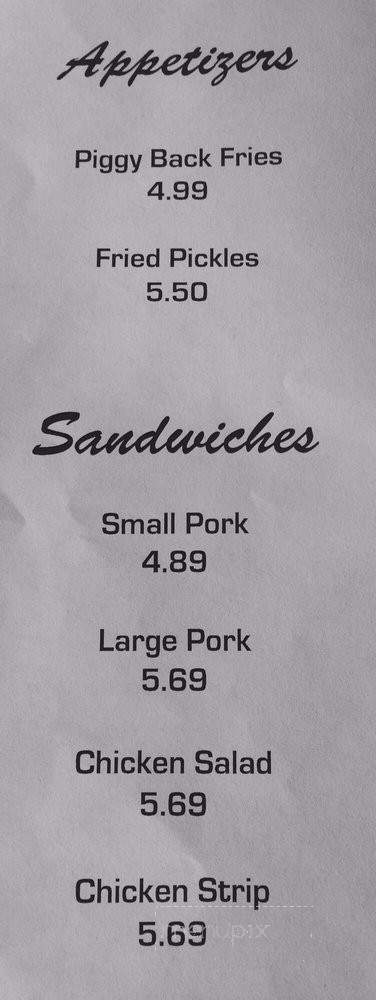 Appetizers
Piggy Back Fries
4.99
Fried Pickles
5.50
Sandwiches
Small Pork
4.89
Large Pork
5.69
Chicken Salad
5.69
Chicken Strip
5.69
menupix